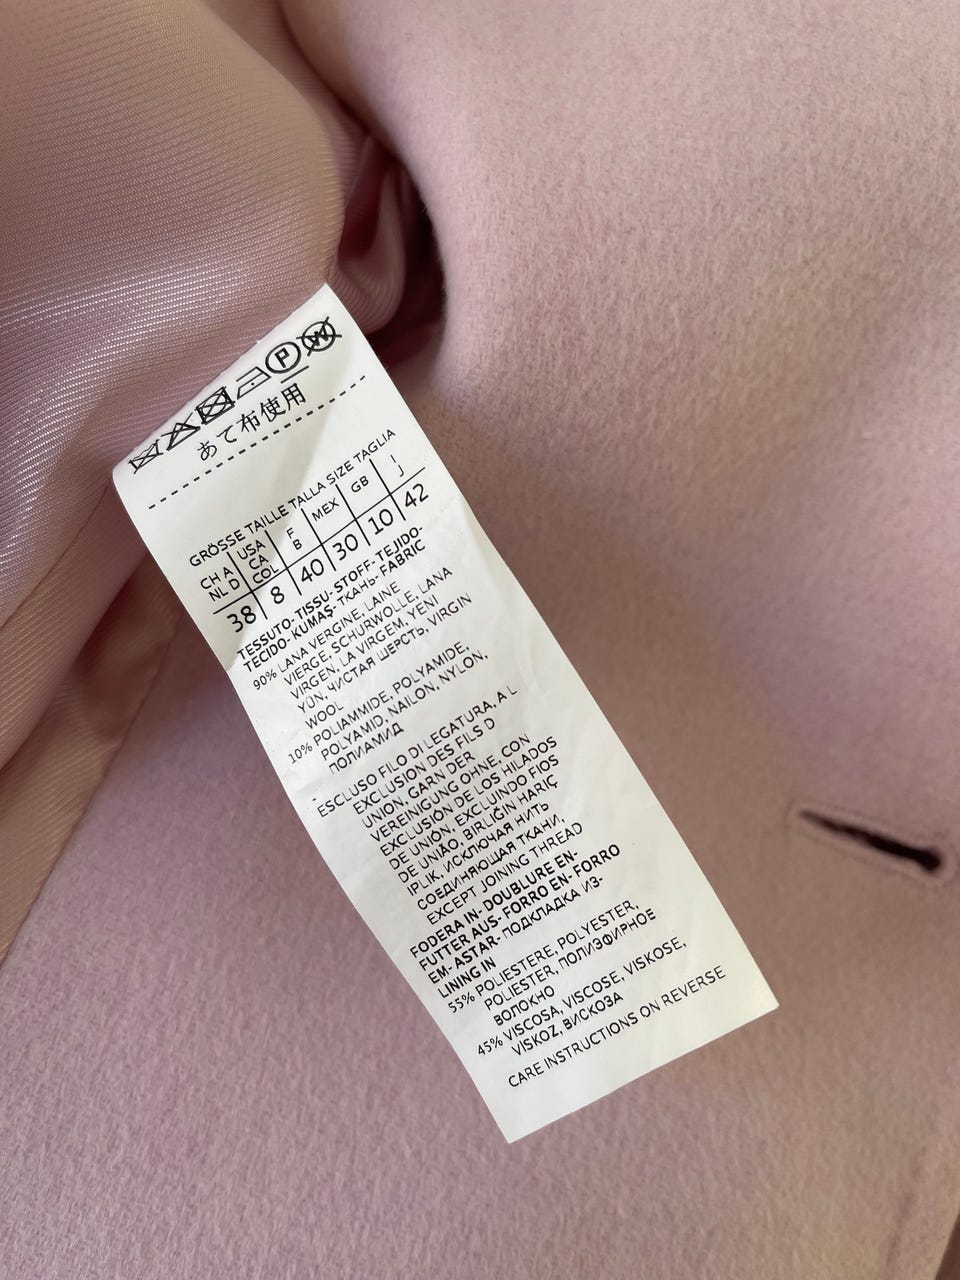 P W
あて布使用
GRÖSSE TAILLE TALLA SIZE TAGLIA
CH A NL D USA CA COL F B MEX GB I J
38 8 40 30 10 42
TESSUTO-TISSU-STOFF-TEJIDO-
TECIDO-KUMAŞ-ТКАНЬ-FABRIC
90% LANA VERGINE, LAINE
VIERGE, SCHURWOLLE, LANA
VIRGEN, LA VIRGEM, YENI
YÜN, ЧИСТАЯ ШЕРСТЬ, VIRGIN
WOOL
10% POLIAMMIDE, POLYAMIDE,
POLYAMID, NAILON, NYLON,
ПОЛИАМИД
ESCLUSO FILO DI LEGATURA, A L
EXCLUSION DES FILS D
UNION, GARN DER
VEREINIGUNG OHNE, CON
EXCLUSIÓN DE LOS HILADOS
DE UNIÓN, EXCLUINDO FIOS
DE UNIÃO, BIRLIĞIN HARIÇ
IPLIK, ИСКЛЮЧАЯ НИТЬ
СОЕДИНЯЮЩАЯ ТКАНИ,
EXCEPT JOINING THREAD
FODERA IN-DOUBLURE EN-
FUTTER AUS-FORRO EN-FORRO
EM-ASTAR-ПОДКЛАДКА ИЗ-
LINING IN
55% POLIESTERE, POLYESTER,
POLIESTER, ПОЛИЭФИРНОЕ
ВОЛОКНО
45% VISCOSA, VISCOSE, VISKOSE,
VISKOZ, ВИСКОЗА
CARE INSTRUCTIONS ON REVERSE